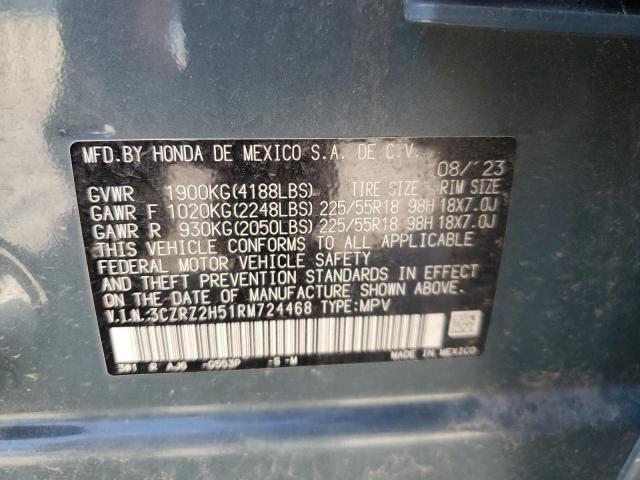 MFD. BY HONDA DE MEXICO S.A. DE C.V. 08/'23
GVWR 1900KG(4188LBS) TIRE SIZE RIM SIZE
GAWR F 1020KG(2248LBS) 225/55R18 98H 18X7.0J
GAWR R 930KG(2050LBS) 225/55R18 98H 18X7.0J
THIS VEHICLE CONFORMS TO ALL APPLICABLE
FEDERAL MOTOR VEHICLE SAFETY
AND THEFT PREVENTION STANDARDS IN EFFECT
ON THE DATE OF MANUFACTURE SHOWN ABOVE.
V.I.N. 3CZRZ2H51RM724468 TYPE:MPV
MADE IN MEXICO
3W1 R AJB G553P -B -M